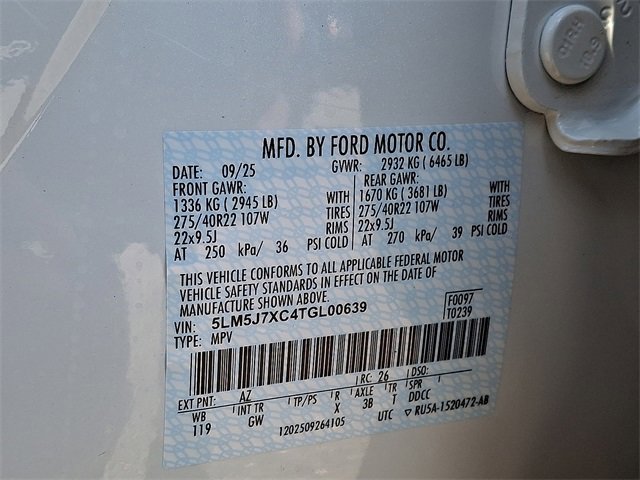 MFD. BY FORD MOTOR CO.
DATE: 09/25 GVWR: 2932 KG ( 6465 LB)
FRONT GAWR: REAR GAWR:
1336 KG ( 2945 LB) WITH 1670 KG ( 3681 LB) WITH
275/40R22 107W TIRES 275/40R22 107W TIRES
22x9.5J RIMS 22x9.5J RIMS
AT 250 kPa/ 36 PSI COLD AT 270 kPa/ 39 PSI COLD
THIS VEHICLE CONFORMS TO ALL APPLICABLE FEDERAL MOTOR
VEHICLE SAFETY STANDARDS IN EFFECT ON THE DATE OF
MANUFACTURE SHOWN ABOVE.
VIN: 5LM5J7XC4TGL00639 F0097
TYPE: MPV T0239
EXT PNT: AZ RC: 26 DSO:
WB INT TR TP/PS R AXLE TR SPR
119 GW X 3B T DDCC
1202509264105 UTC ▽ RU5A-1520472-AB
10.9